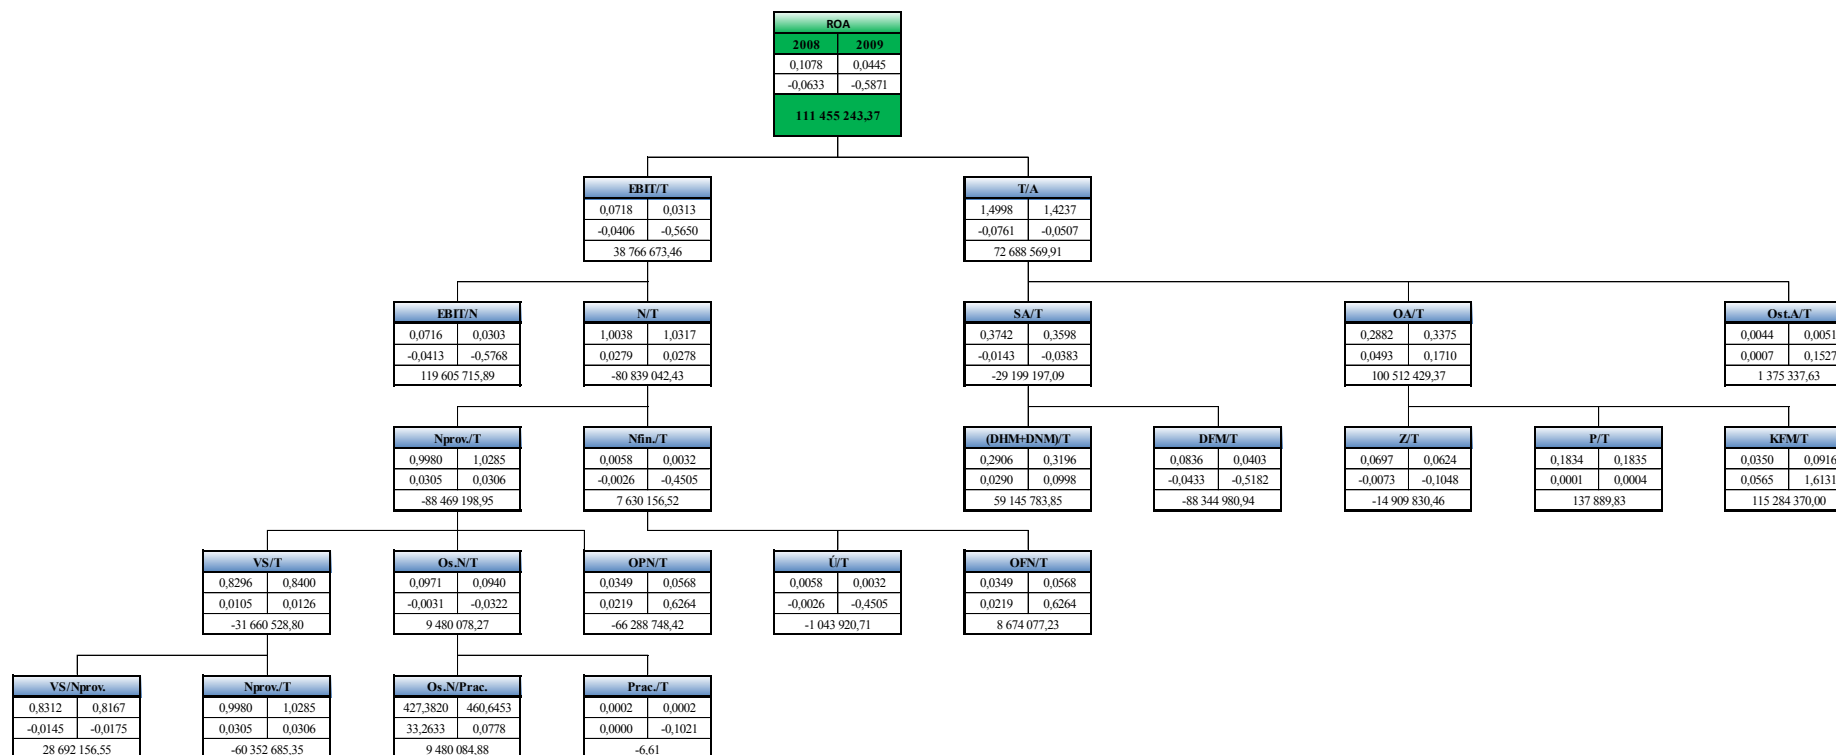 ROA
2008 2009
0,1078 0,0445
-0,0633 -0,5871
111 455 243,37
EBIT/T
0,0718 0,0313
-0,0406 -0,5650
38 766 673,46
T/A
1,4998 1,4237
-0,0761 -0,0507
72 688 569,91
EBIT/N
0,0716 0,0303
-0,0413 -0,5768
119 605 715,89
N/T
1,0038 1,0317
0,0279 0,0278
-80 839 042,43
SA/T
0,3742 0,3598
-0,0143 -0,0383
-29 199 197,09
OA/T
0,2882 0,3375
0,0493 0,1710
100 512 429,37
Ost.A/T
0,0044 0,0051
0,0007 0,1527
1 375 337,63
Nprov./T
0,9980 1,0285
0,0305 0,0306
-88 469 198,95
Nfin./T
0,0058 0,0032
-0,0026 -0,4505
7 630 156,52
(DHM+DNM)/T
0,2906 0,3196
0,0290 0,0998
59 145 783,85
DFM/T
0,0836 0,0403
-0,0433 -0,5182
-88 344 980,94
Z/T
0,0697 0,0624
-0,0073 -0,1048
-14 909 830,46
P/T
0,1834 0,1835
0,0001 0,0004
137 889,83
KFM/T
0,0350 0,0916
0,0565 1,6131
115 284 370,00
VS/T
0,8296 0,8400
0,0105 0,0126
-31 660 528,80
Os.N/T
0,0971 0,0940
-0,0031 -0,0322
9 480 078,27
OPN/T
0,0349 0,0568
0,0219 0,6264
-66 288 748,42
Ú/T
0,0058 0,0032
-0,0026 -0,4505
-1 043 920,71
OFN/T
0,0349 0,0568
0,0219 0,6264
8 674 077,23
VS/Nprov.
0,8312 0,8167
-0,0145 -0,0175
28 692 156,55
Nprov./T
0,9980 1,0285
0,0305 0,0306
-60 352 685,35
Os.N/Prac.
427,3820 460,6453
33,2633 0,0778
9 480 084,88
Prac./T
0,0002 0,0002
0,0000 -0,1021
-6,61